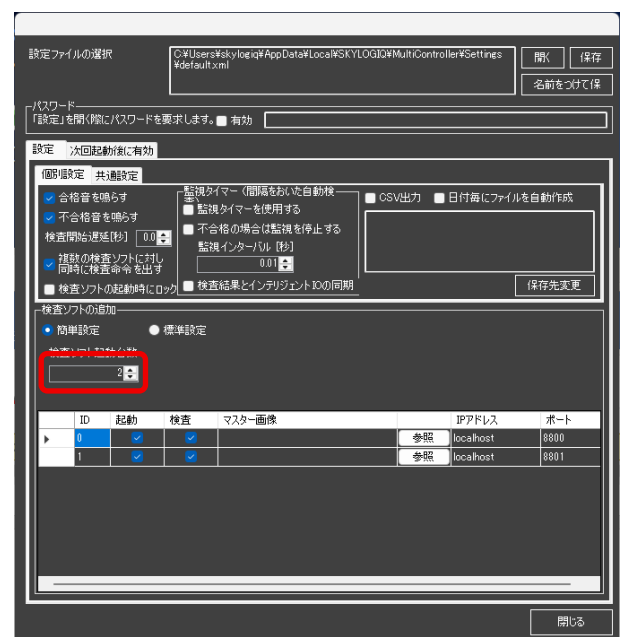 設定ファイルの選択
C:¥Users¥skylogiq¥AppData¥Local¥SKYLOGIQ¥MultiController¥Settings
¥default.xml
開く
保存
名前をつけて保
パスワード
「設定」を開く際にパスワードを要求します。
有効
設定
次回起動後に有効
個別設定
共通設定
合格音を鳴らす
不合格音を鳴らす
検査開始遅延[秒]
0.0
複数の検査ソフトに対し
同時に検査命令を出す
検査ソフトの起動時にロック
監視タイマー (間隔をおいた自動検
査)
監視タイマーを使用する
不合格の場合は監視を停止する
監視インターバル [秒]
0.01
検査結果とインテリジェントIOの同期
CSV出力
日付毎にファイルを自動作成
保存先変更
検査ソフトの追加
簡単設定
標準設定
検査ソフト起動台数
2
ID 起動 検査 マスター画像 IPアドレス ポート
0 参照 localhost 8800
1 参照 localhost 8801
閉じる